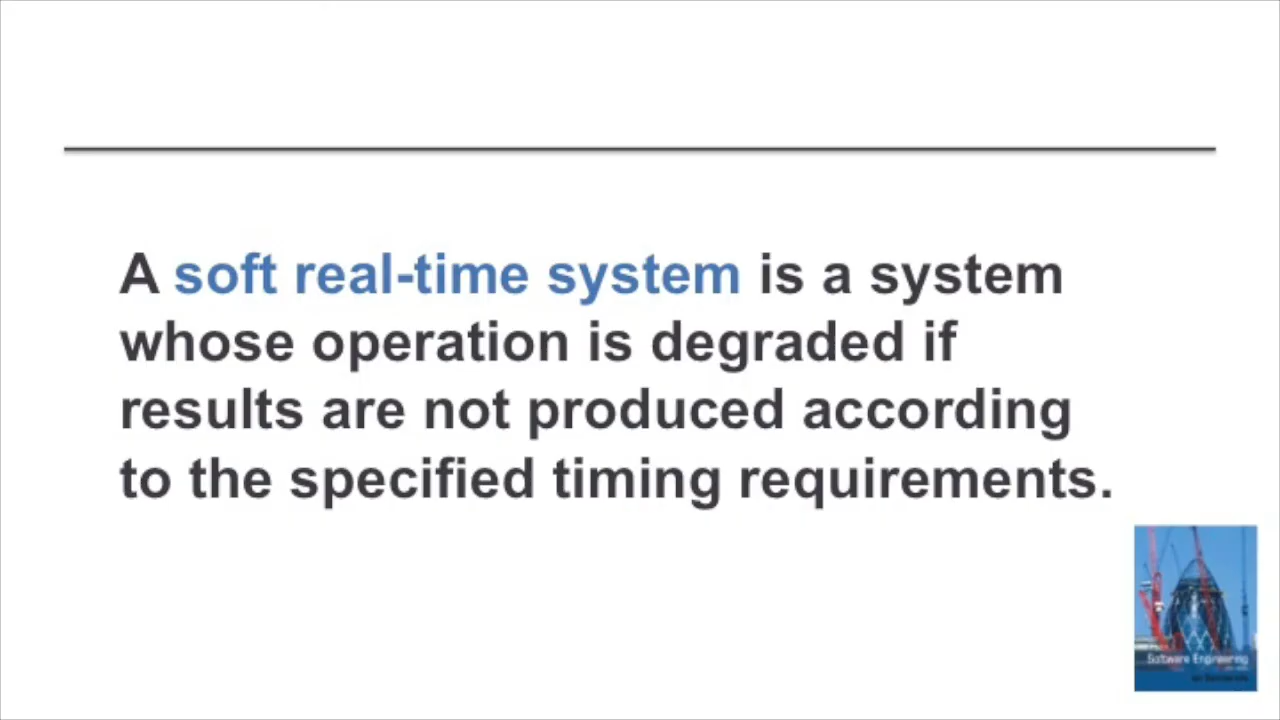 A soft real-time system is a system
whose operation is degraded if
results are not produced according
to the specified timing requirements.
Software Engineering